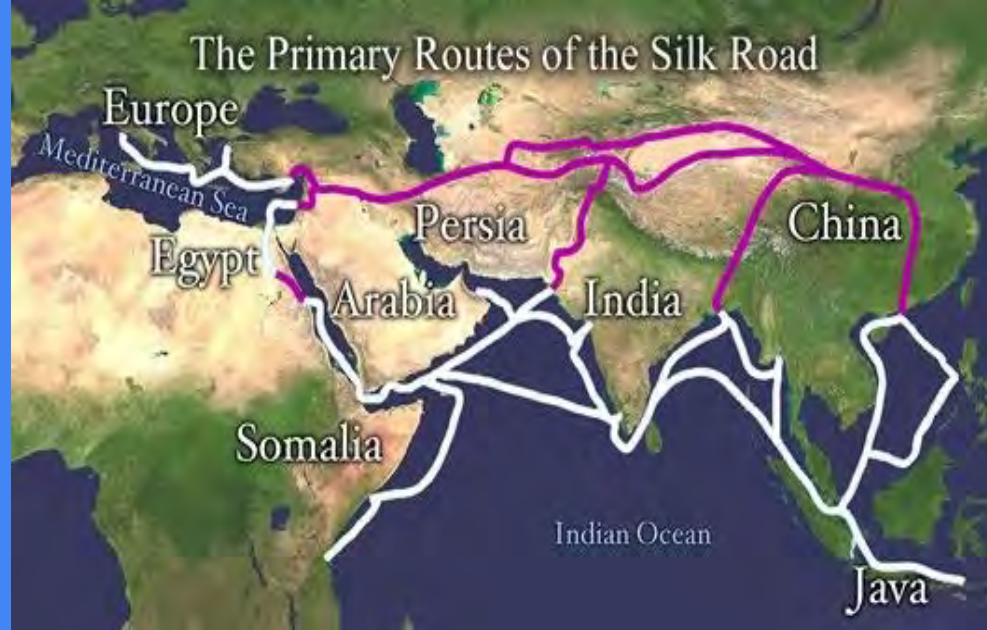 The Primary Routes of the Silk Road
Europe
Mediterranean Sea
Egypt
Arabia
Persia
India
China
Somalia
Indian Ocean
Java